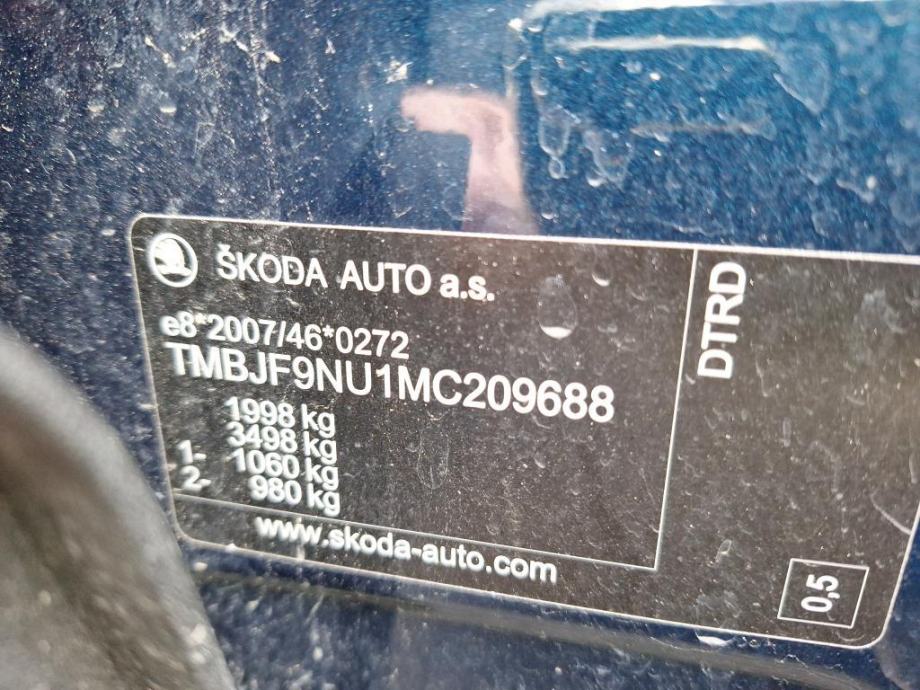 ŠKODA AUTO a.s.
e8*2007/46*0272
TMBJF9NU1MC209688
1998 kg
3498 kg
1- 1060 kg
2- 980 kg
www.skoda-auto.com
DTRD
0,5